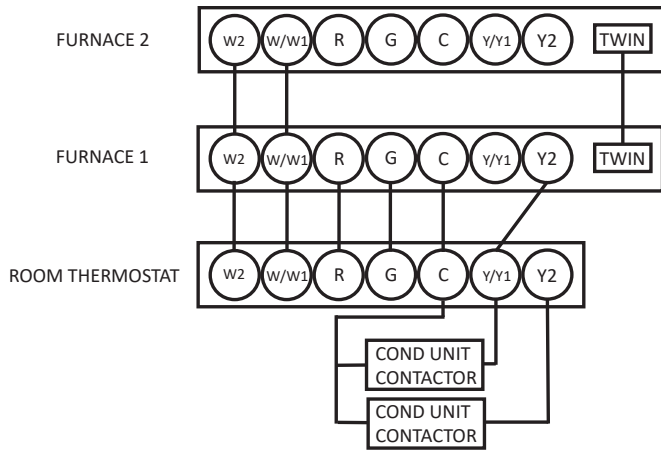 FURNACE 2 W2 W/W1 R G C Y/Y1 Y2 TWIN
FURNACE 1 W2 W/W1 R G C Y/Y1 Y2 TWIN
ROOM THERMOSTAT W2 W/W1 R G C Y/Y1 Y2
COND UNIT
CONTACTOR
COND UNIT
CONTACTOR